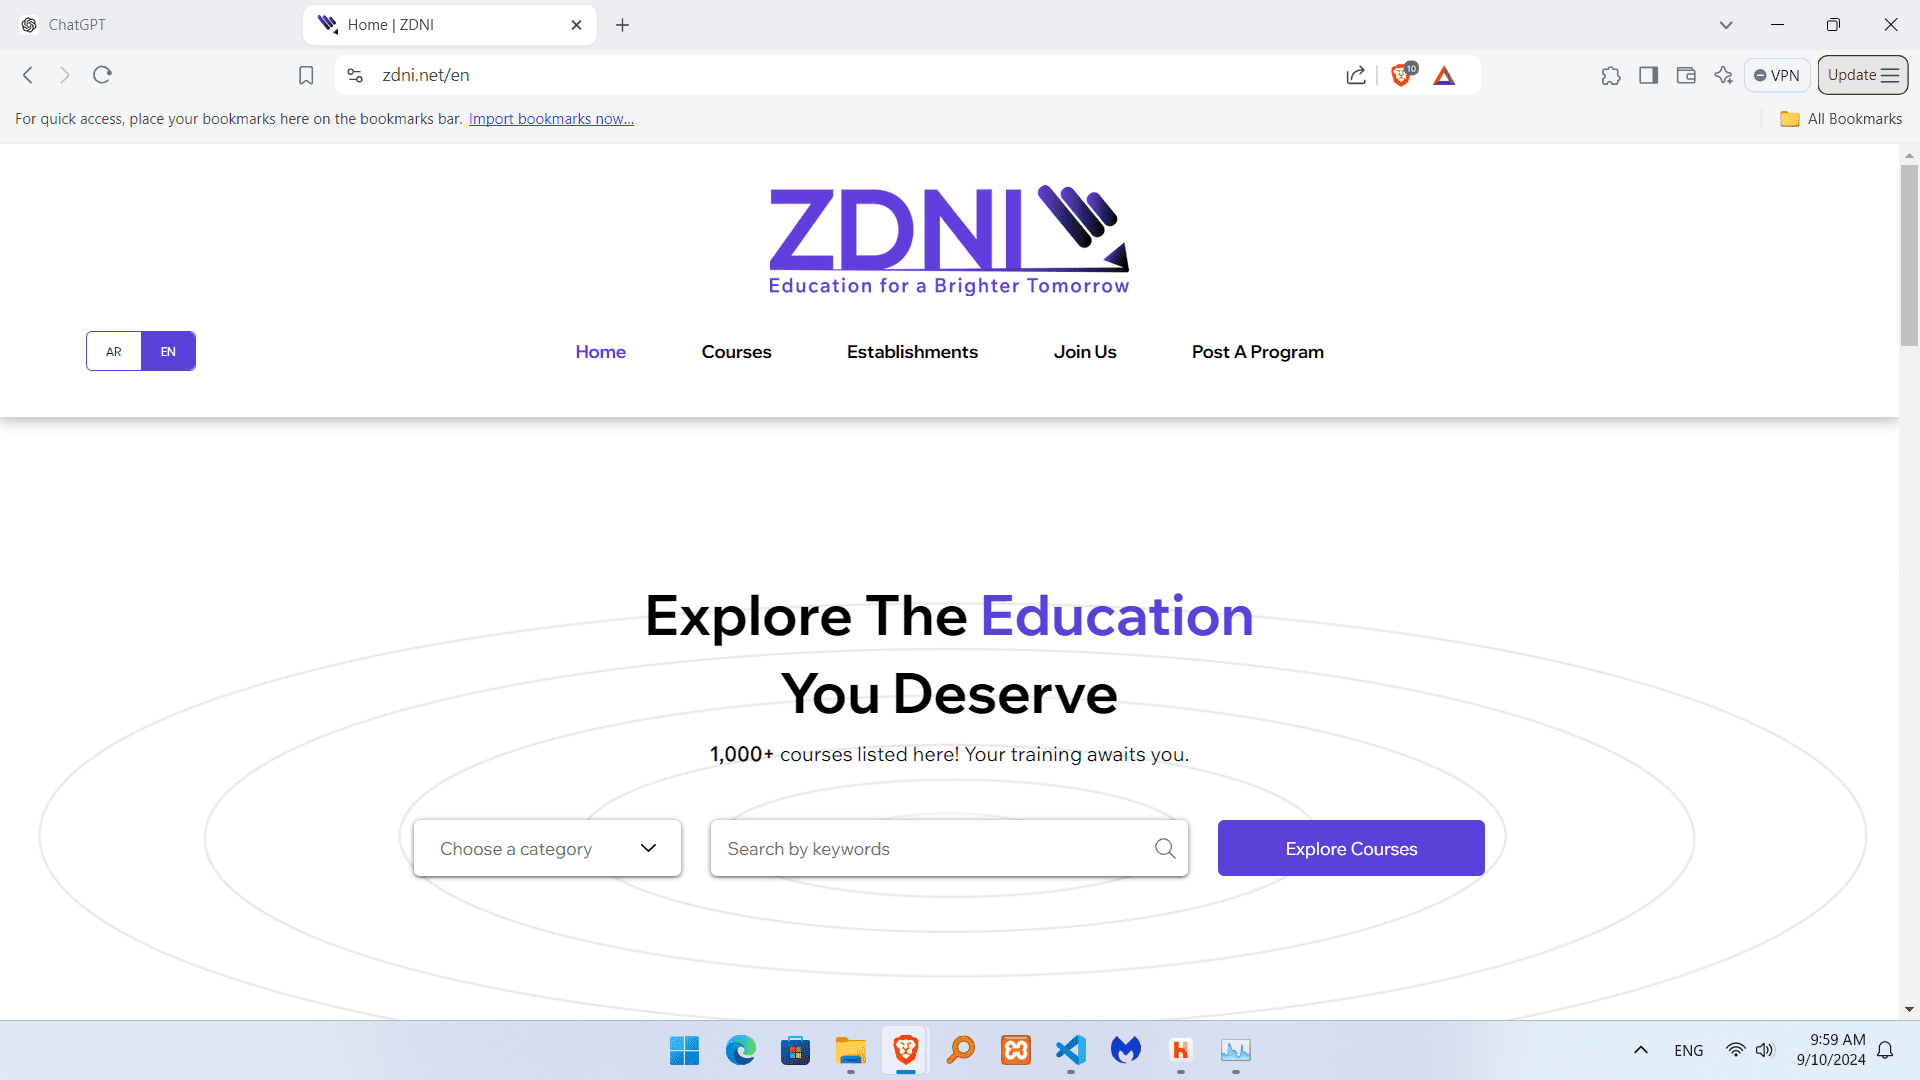 ChatGPT
Home | ZDNI
zdni.net/en
10
VPN
Update
For quick access, place your bookmarks here on the bookmarks bar. Import bookmarks now...
All Bookmarks
ZDNI
Education for a Brighter Tomorrow
AR EN
Home Courses Establishments Join Us Post A Program
Explore The Education
You Deserve
1,000+ courses listed here! Your training awaits you.
Choose a category
Search by keywords
Explore Courses
ENG
9:59 AM
9/10/2024